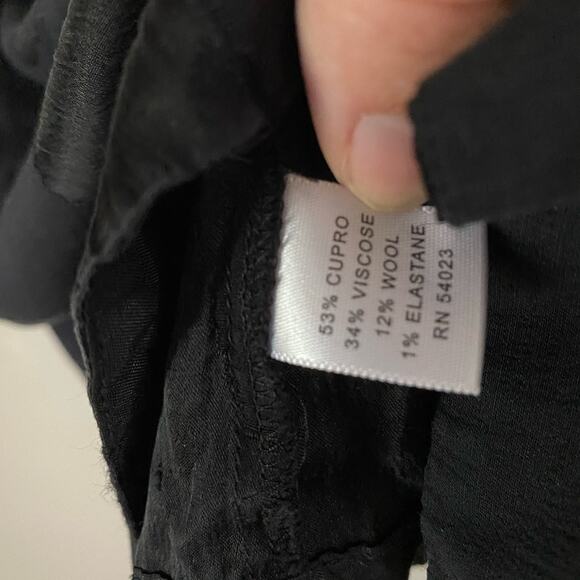 53% CUPRO
34% VISCOSE
12% WOOL
1% ELASTANE
RN 54023